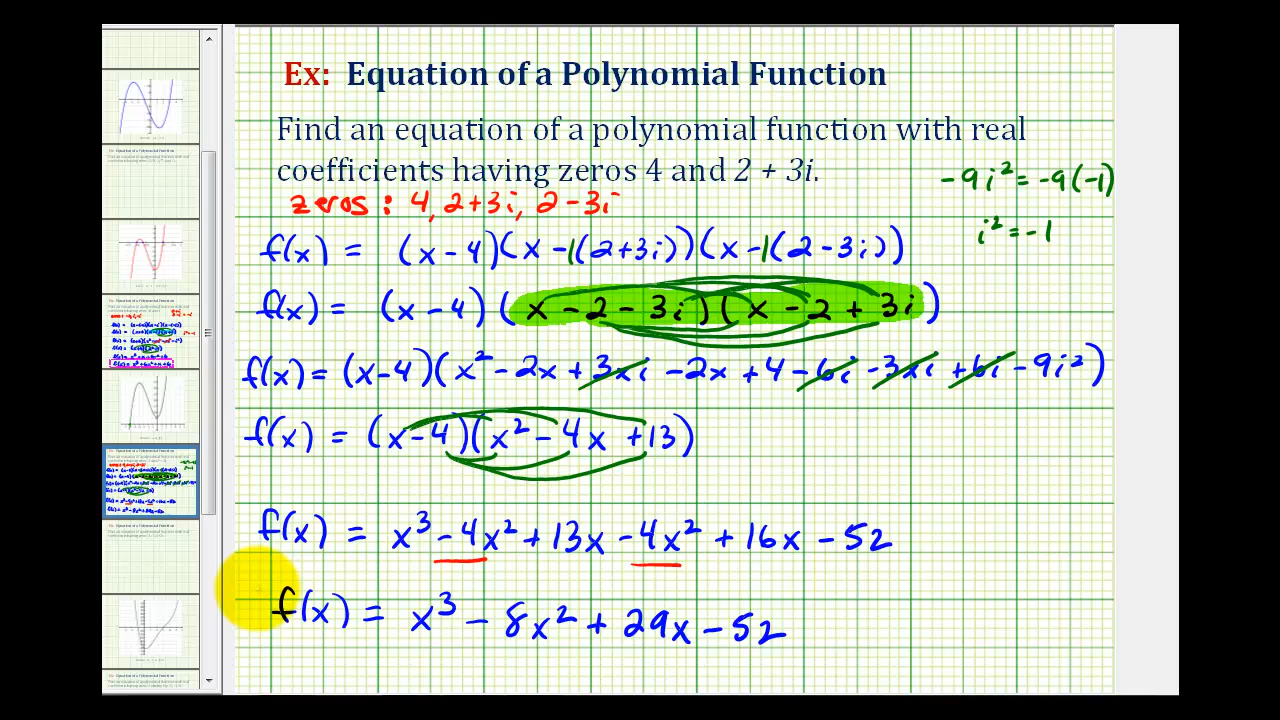 Ex: Equation of a Polynomial Function
Find an equation of a polynomial function with real
coefficients having zeros 4 and 2 + 3i.
zeros : 4, 2+3i, 2-3i
-9i² = -9(-1)
i² = -1
f(x) = (x-4)(x-1(2+3i))(x-1(2-3i))
f(x) = (x-4)(x-2-3i)(x-2+3i)
f(x) = (x-4)(x²-2x+3xi-2x+4-6i-3xi+6i-9i²)
f(x) = (x-4)(x²-4x+13)
f(x) = x³-4x²+13x-4x²+16x-52
f(x) = x³-8x²+29x-52